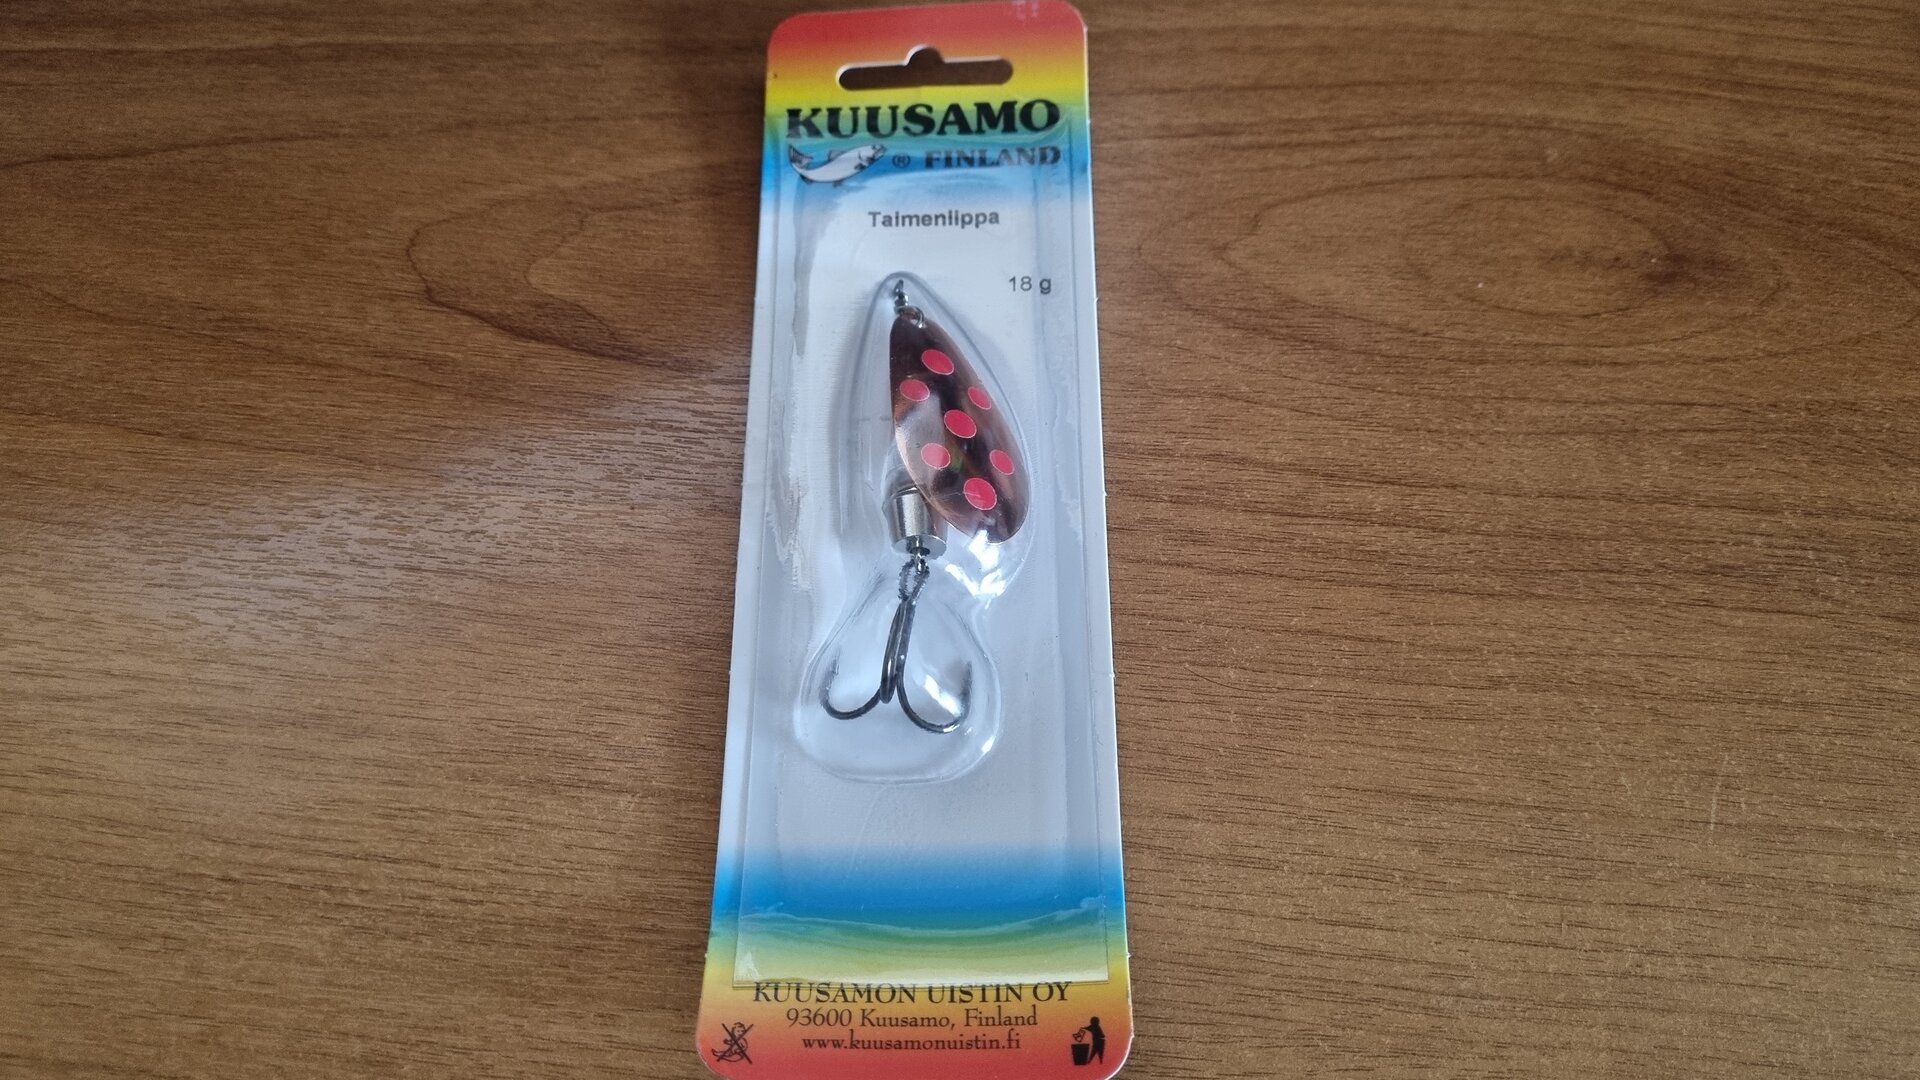 KUUSAMO
® FINLAND
Taimenlippa
18 g
KUUSAMON UISTIN OY
93600 Kuusamo, Finland
www.kuusamonuistin.fi